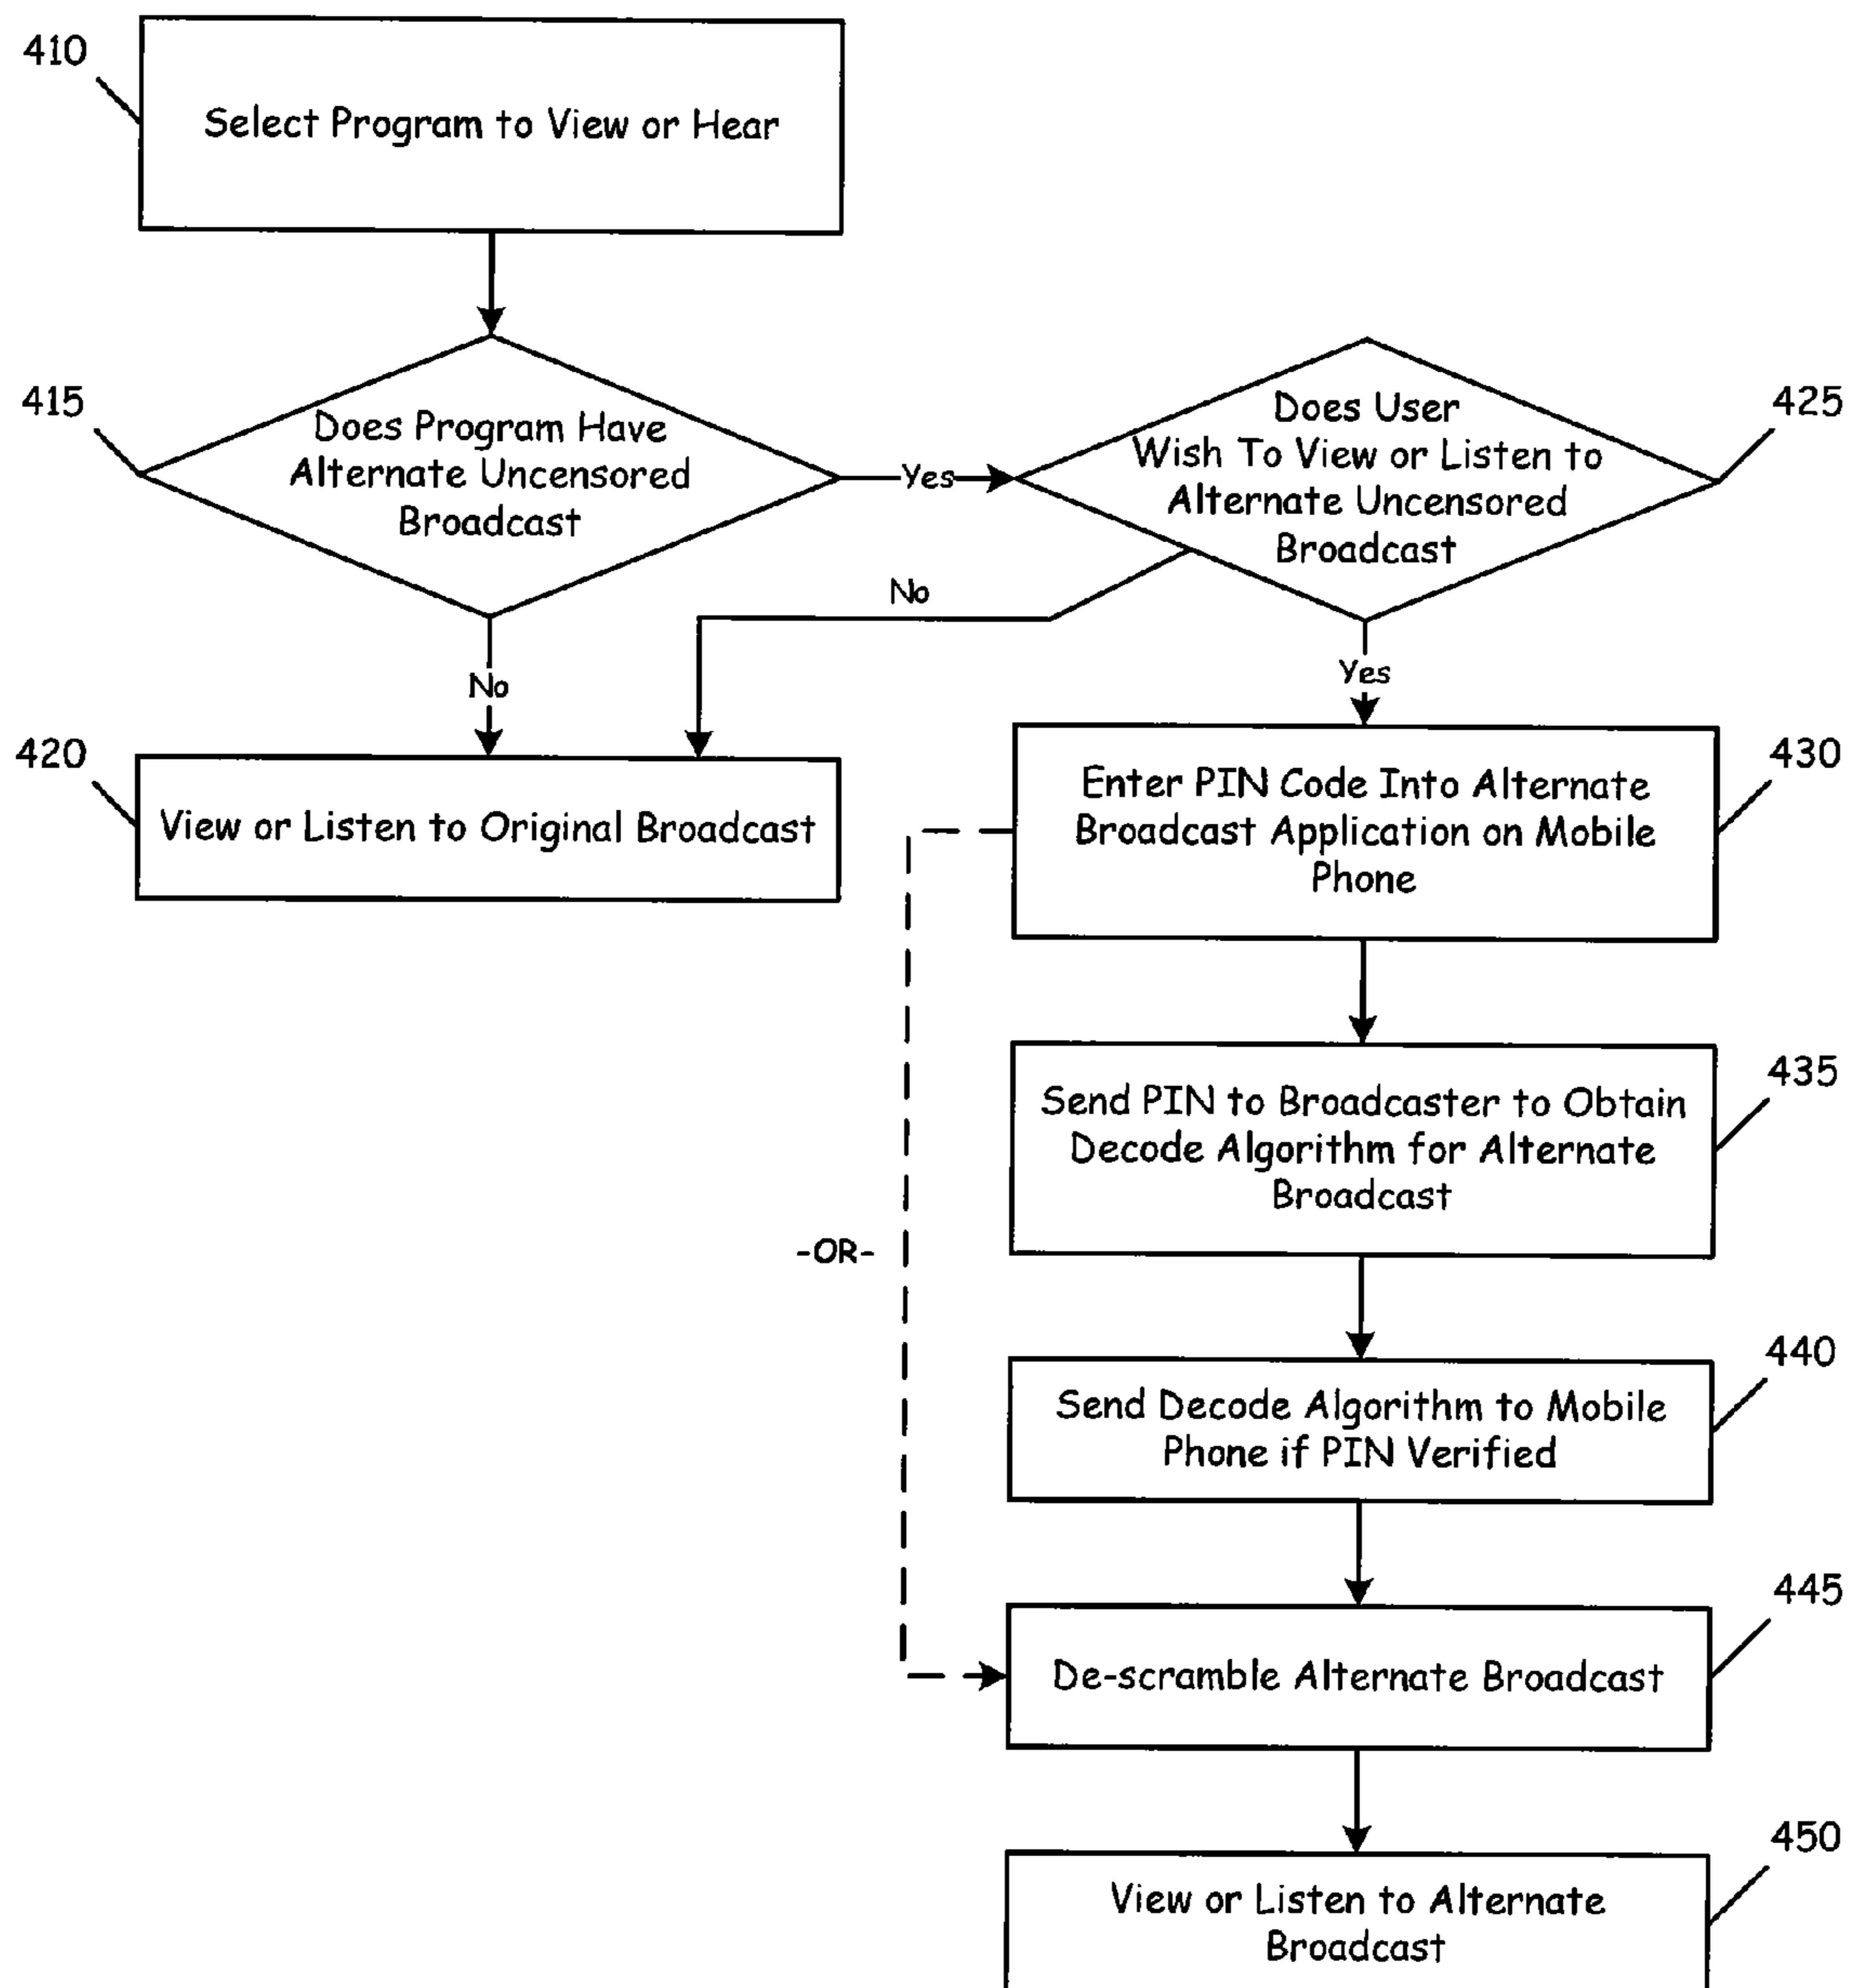 410
Select Program to View or Hear
415
Does Program Have
Alternate Uncensored
Broadcast
Yes
Does User
Wish To View or Listen to
Alternate Uncensored
Broadcast
425
No
No
Yes
420
View or Listen to Original Broadcast
Enter PIN Code Into Alternate
Broadcast Application on Mobile
Phone
430
Send PIN to Broadcaster to Obtain
Decode Algorithm for Alternate
Broadcast
435
-OR-
Send Decode Algorithm to Mobile
Phone if PIN Verified
440
De-scramble Alternate Broadcast
445
View or Listen to Alternate
Broadcast
450